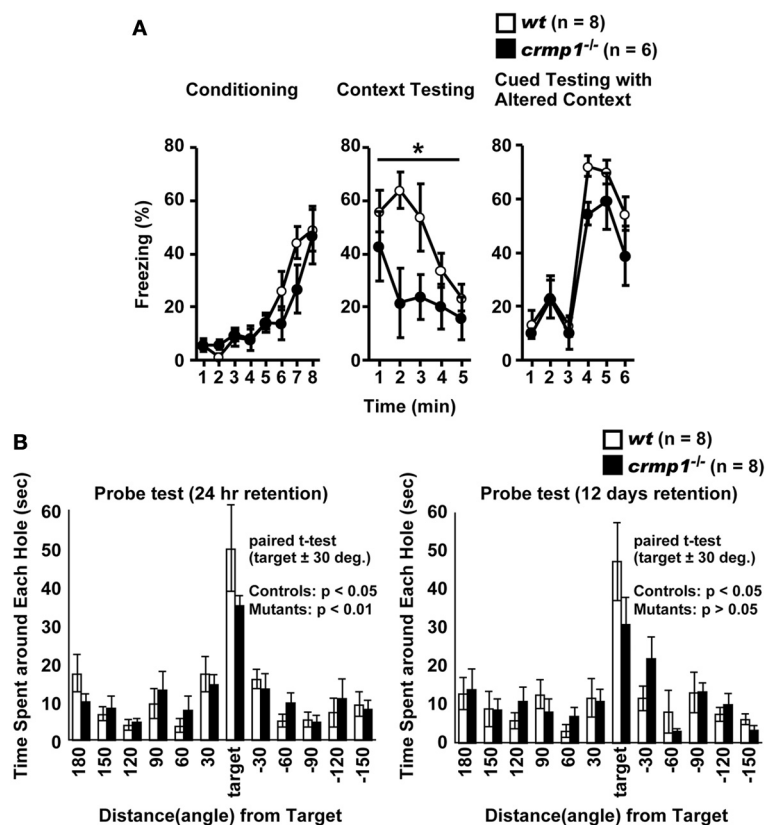 A
wt (n = 8)
crmp1-/- (n = 6)
Conditioning
Context Testing
Cued Testing with
Altered Context
Freezing (%)
80
60
40
20
0
1 2 3 4 5 6 7 8
80
60
40
20
0
*
1 2 3 4 5
80
60
40
20
0
1 2 3 4 5 6
Time (min)
B
wt (n = 8)
crmp1-/- (n = 8)
Probe test (24 hr retention)
Time Spent around Each Hole (sec)
60
50
40
30
20
10
0
paired t-test
(target ± 30 deg.)
Controls: p < 0.05
Mutants: p < 0.01
180 150 120 90 60 30 target -30 -60 -90 -120 -150
Distance(angle) from Target
Probe test (12 days retention)
Time Spent around Each Hole (sec)
60
50
40
30
20
10
0
paired t-test
(target ± 30 deg.)
Controls: p < 0.05
Mutants: p > 0.05
180 150 120 90 60 30 target -30 -60 -90 -120 -150
Distance(angle) from Target